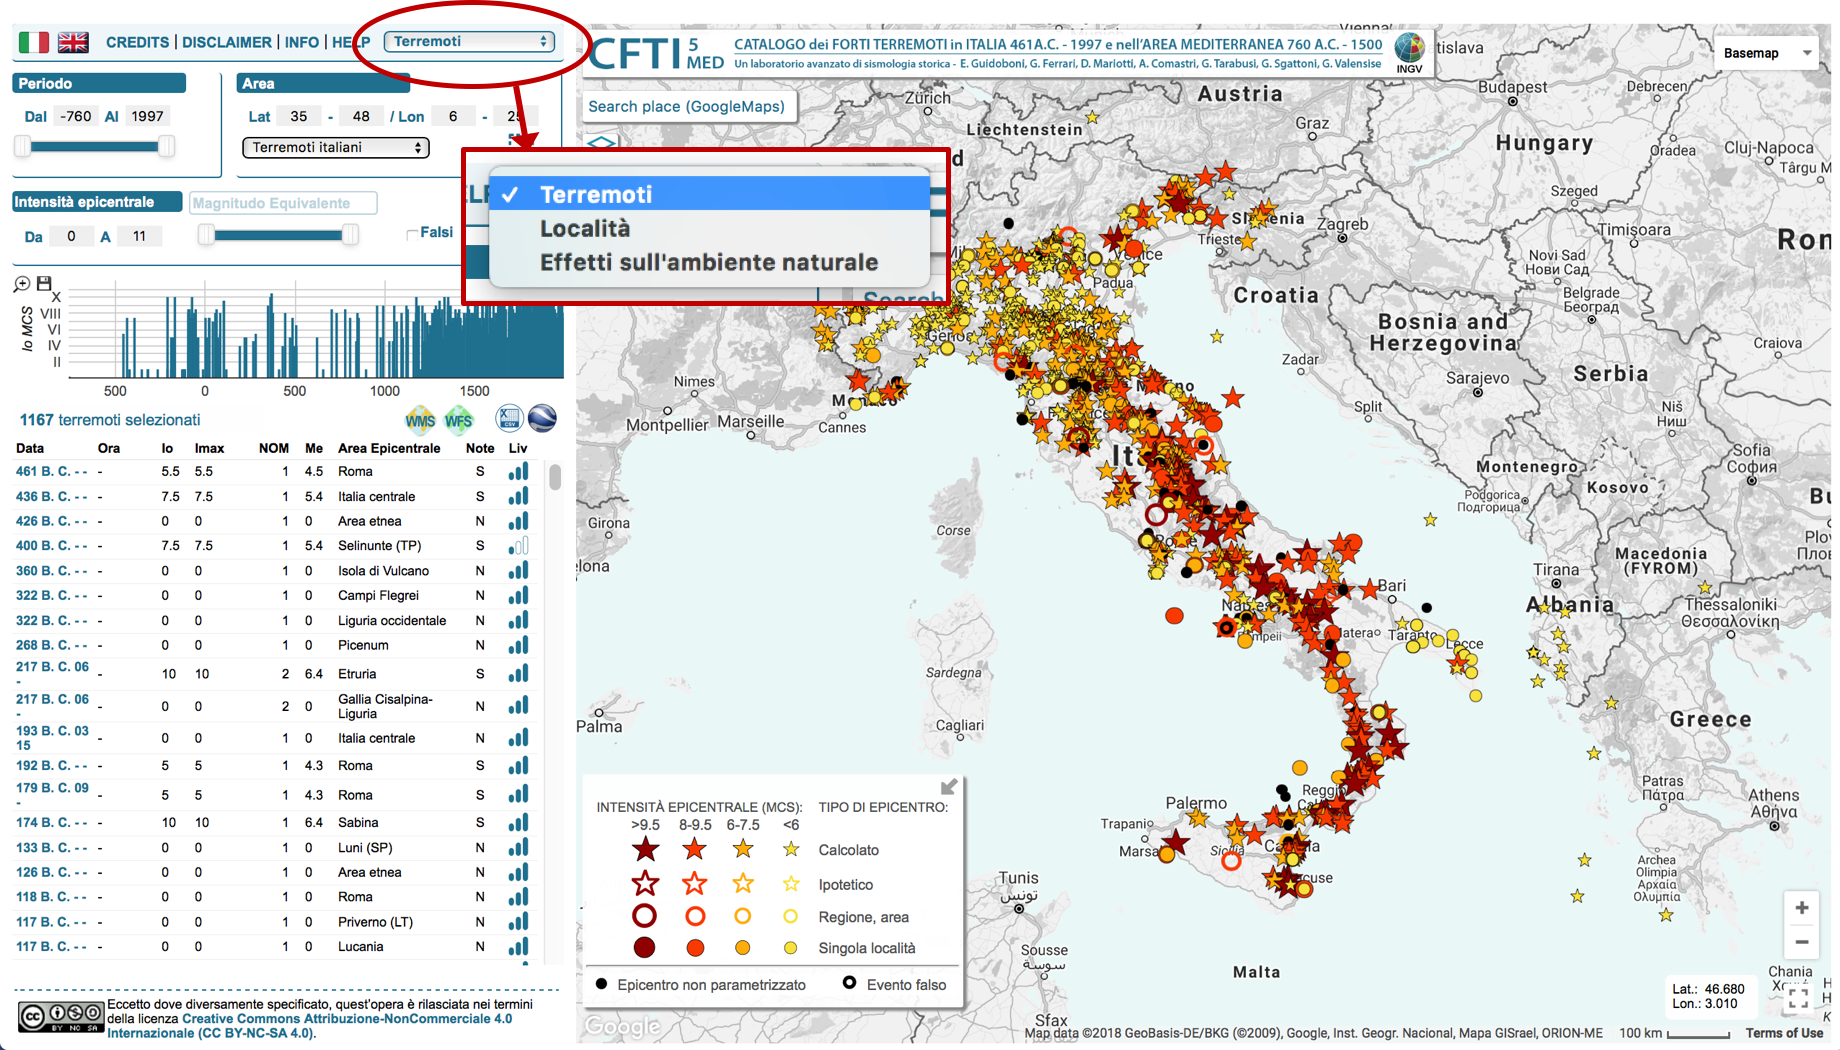 CREDITS | DISCLAIMER | INFO | HELP
Terremoti
Periodo
Dal -760 Al 1997
Area
Lat 35 - 48 / Lon 6 - 25
Terremoti italiani
Intensità epicentrale
Magnitudo Equivalente
Da 0 A 11
Falsi
✓ Terremoti
Località
Effetti sull'ambiente naturale
Search
Io MCS
X
VIII
VI
IV
II
500 0 500 1000 1500
1167 terremoti selezionati
WMS WFS
CSV
Data Ora Io Imax NOM Me Area Epicentrale Note Liv
461 B. C. - - - 5.5 5.5 1 4.5 Roma S
436 B. C. - - - 7.5 7.5 1 5.4 Italia centrale S
426 B. C. - - - 0 0 1 0 Area etnea N
400 B. C. - - - 7.5 7.5 1 5.4 Selinunte (TP) S
360 B. C. - - - 0 0 1 0 Isola di Vulcano N
322 B. C. - - - 0 0 1 0 Campi Flegrei N
322 B. C. - - - 0 0 1 0 Liguria occidentale N
268 B. C. - - - 0 0 1 0 Picenum N
217 B. C. 06 - - 10 10 2 6.4 Etruria S
217 B. C. 06 - - 0 0 2 0 Gallia Cisalpina-
Liguria N
193 B. C. 03
15 - 0 0 1 0 Italia centrale N
192 B. C. - - - 5 5 1 4.3 Roma S
179 B. C. 09 - - 5 5 1 4.3 Roma S
174 B. C. - - - 10 10 1 6.4 Sabina S
133 B. C. - - - 0 0 1 0 Luni (SP) N
126 B. C. - - - 0 0 1 0 Area etnea N
118 B. C. - - - 0 0 1 0 Roma N
117 B. C. - - - 0 0 1 0 Priverno (LT) N
117 B. C. - - - 0 0 1 0 Lucania N
cc BY NC SA
Eccetto dove diversamente specificato, quest'opera è rilasciata nei termini
della licenza Creative Commons Attribuzione-NonCommerciale 4.0
Internazionale (CC BY-NC-SA 4.0).
CFTI 5 MED
CATALOGO dei FORTI TERREMOTI in ITALIA 461A.C. - 1997 e nell'AREA MEDITERRANEA 760 A.C. - 1500
Un laboratorio avanzato di sismologia storica - E. Guidoboni, G. Ferrari, D. Mariotti, A. Comastri, G. Tarabusi, G. Sgattoni, G. Valensise
INGV
Basemap
Search place (GoogleMaps)
Vienna
tislava
Zürich
Liechtenstein
Austria
Graz
Budapest
Debrecen
Hungary
Oradea
Cluj-Napoca
Târgu M
Szeged
Slovenia
Zagreb
Trieste
Timișoara
Ron
Venice
Padua
Croatia
Novi Sad
Нови Сад
Belgrade
Београд
Bosnia and
Herzegovina
Craiova
Zadar
Serbia
Sarajevo
Split
Niš
Ниш
Genoa
Nimes
Monaco
Montpellier
Marseille
Cannes
Sofia
София
Montenegro
Kosovo
Podgorica
Подгорица
Bu
Girona
Corse
Rome
Macedonia
(FYROM)
Plo
Пло
elona
Tirana
Bari
Albania
Naples
Pompeii
Matera
Taranto
Lecce
Thessaloniki
Θεσσαλονίκη
Sardegna
Cagliari
Palma
Greece
Patras
Πάτρα
Athens
Αθήνα
Reggio
Palermo
Trapani
Marsala
Sicilia
Catania
Archea
Olimpia
Αρχαία
Ολυμπία
Tunis
تونس
Sousse
سوسة
Malta
Sfax
Chania
INTENSITÀ EPICENTRALE (MCS): TIPO DI EPICENTRO:
>9.5 8-9.5 6-7.5 <6
Calcolato
Ipotetico
Regione, area
Singola località
Epicentro non parametrizzato
Evento falso
+
−
Lat.: 46.680
Lon.: 3.010
Google
Map data ©2018 GeoBasis-DE/BKG (©2009), Google, Inst. Geogr. Nacional, Mapa GISrael, ORION-ME 100 km Terms of Use